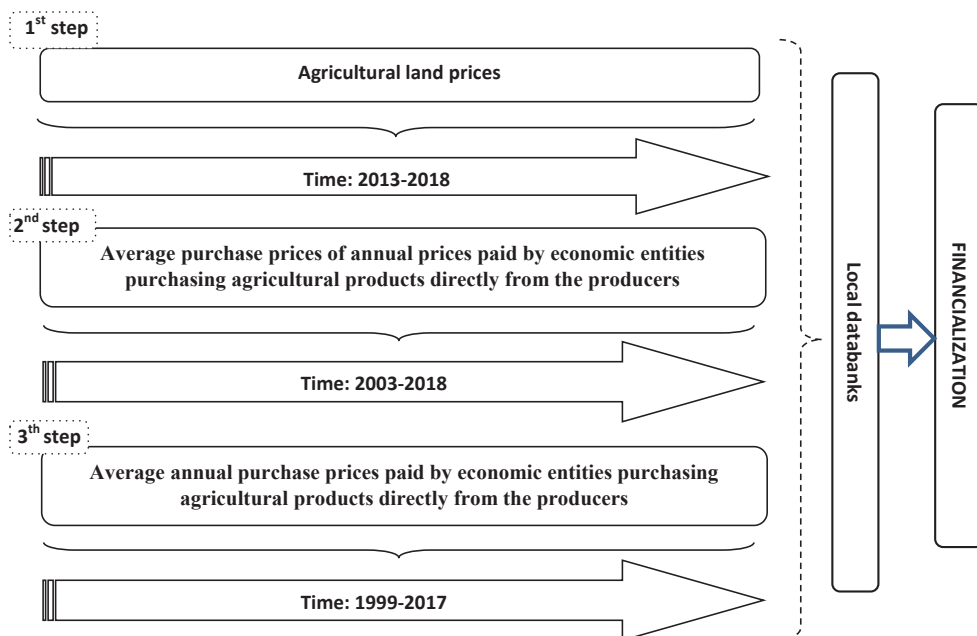 1st step
Agricultural land prices
Time: 2013-2018
2nd step
Average purchase prices of annual prices paid by economic entities
purchasing agricultural products directly from the producers
Time: 2003-2018
3th step
Average annual purchase prices paid by economic entities purchasing
agricultural products directly from the producers
Time: 1999-2017
Local databanks
FINANCIALIZATION